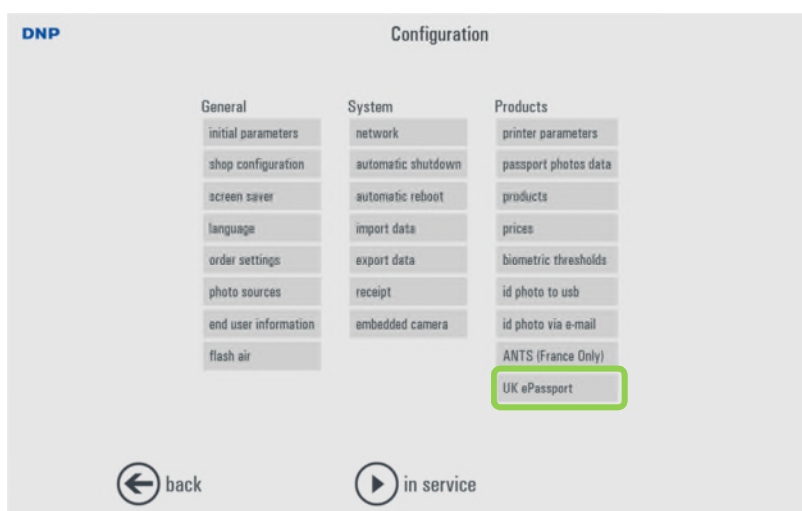 DNP
Configuration
General
initial parameters
shop configuration
screen saver
language
order settings
photo sources
end user information
flash air
System
network
automatic shutdown
automatic reboot
import data
export data
receipt
embedded camera
Products
printer parameters
passport photos data
products
prices
biometric thresholds
id photo to usb
id photo via e-mail
ANTS (France Only)
UK ePassport
back
in service